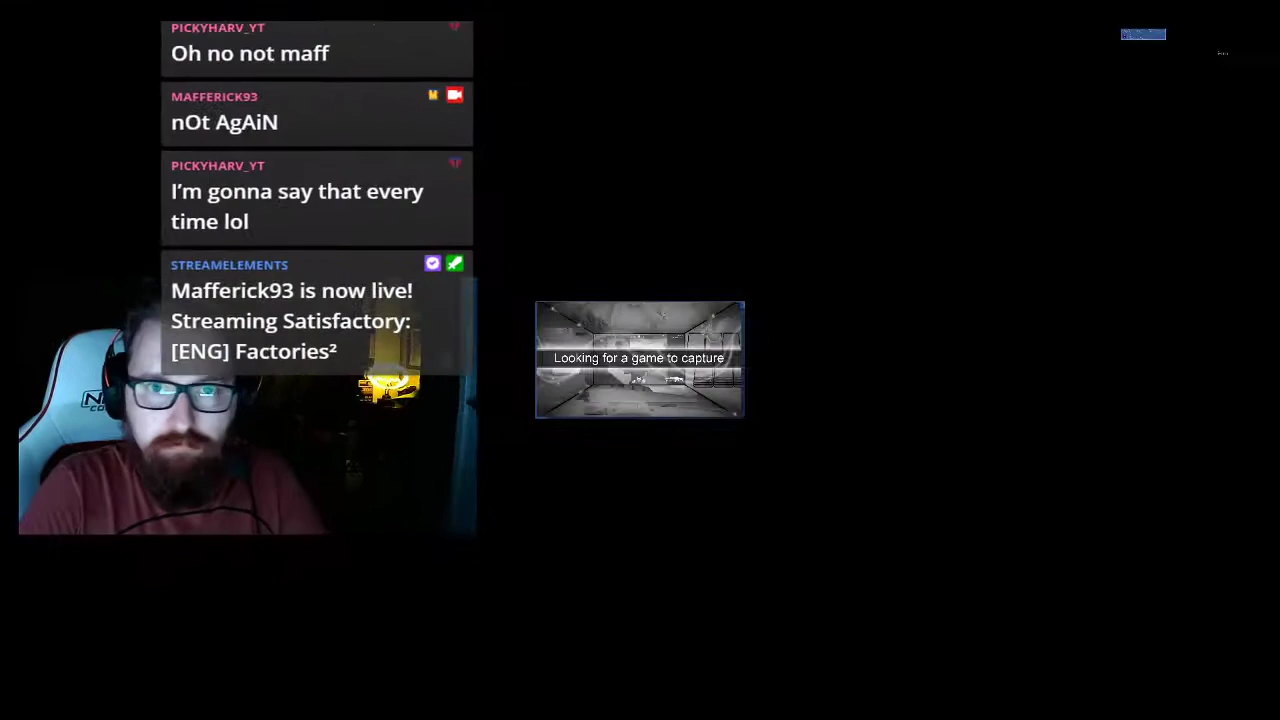 PICKYHARV_YT
Oh no not maff
MAFFERICK93
nOt AgAiN
PICKYHARV_YT
I'm gonna say that every
time lol
STREAMELEMENTS
Mafferick93 is now live!
Streaming Satisfactory:
[ENG] Factories²
Looking for a game to capture